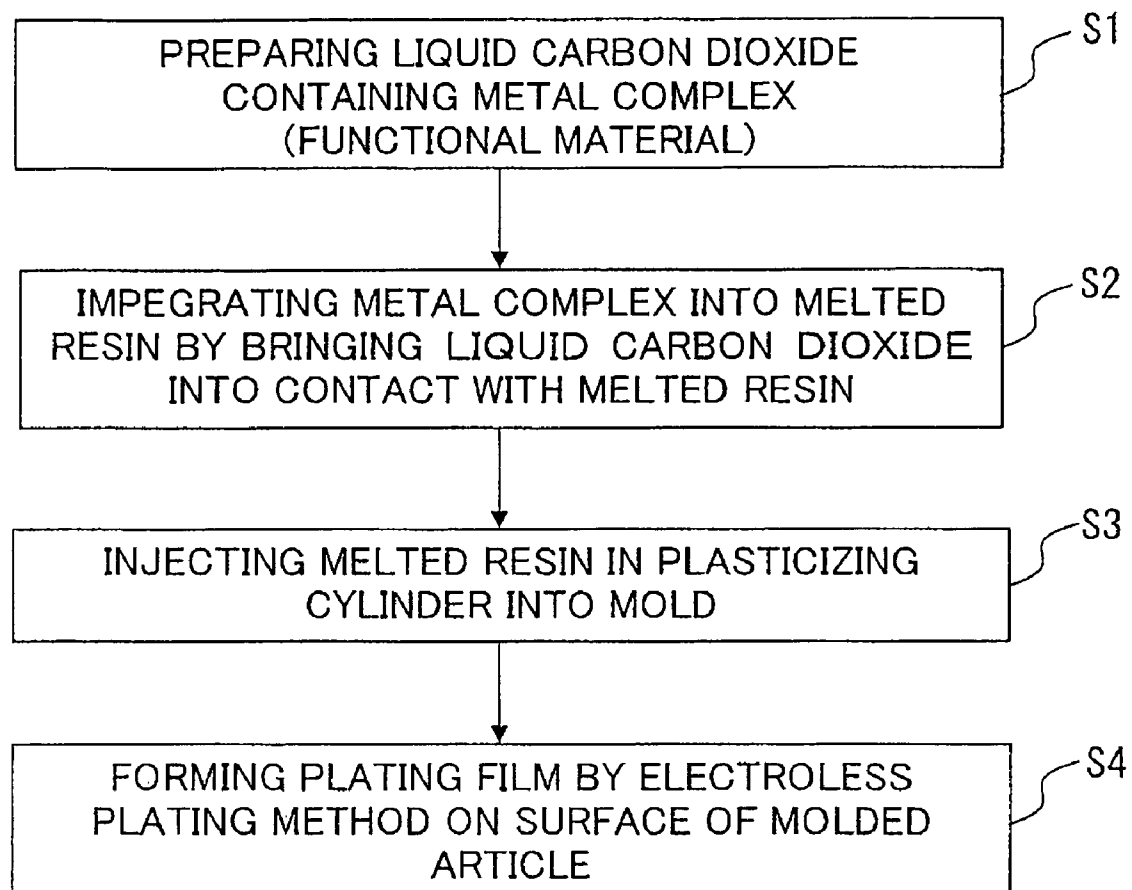 PREPARING LIQUID CARBON DIOXIDE
CONTAINING METAL COMPLEX
(FUNCTIONAL MATERIAL)
S1
IMPEGRATING METAL COMPLEX INTO MELTED
RESIN BY BRINGING LIQUID CARBON DIOXIDE
INTO CONTACT WITH MELTED RESIN
S2
INJECTING MELTED RESIN IN PLASTICIZING
CYLINDER INTO MOLD
S3
FORMING PLATING FILM BY ELECTROLESS
PLATING METHOD ON SURFACE OF MOLDED
ARTICLE
S4